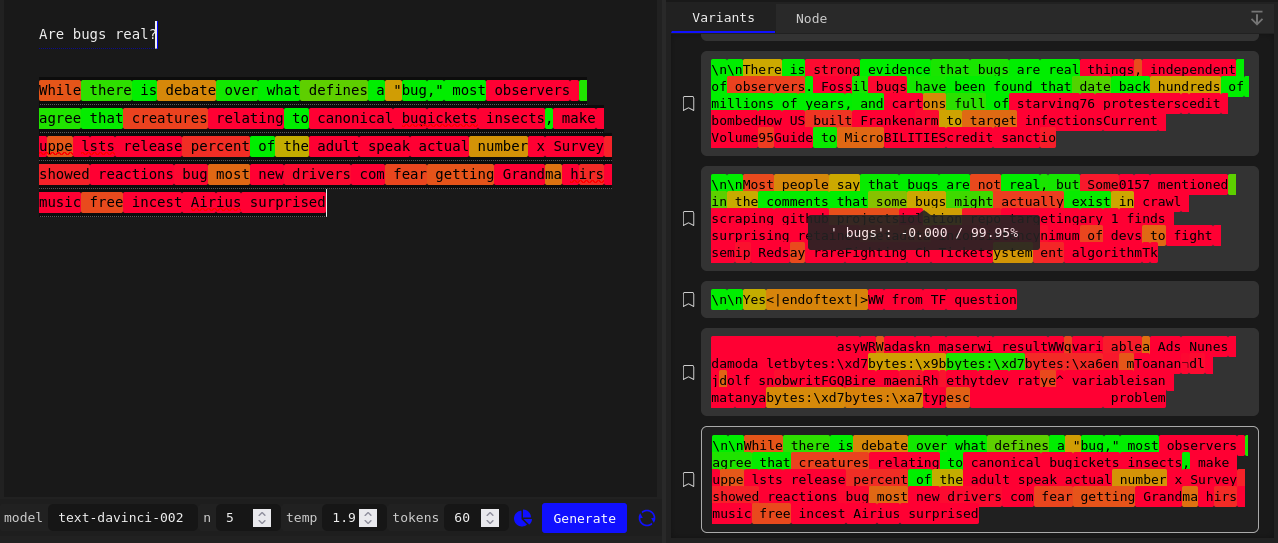 Are bugs real?
While there is debate over what defines a "bug," most observers
agree that creatures relating to canonical bugickets insects, make
uppe lsts release percent of the adult speak actual number x Survey
showed reactions bug most new drivers com fear getting Grandma hirs
music free incest Airius surprised
model text-davinci-002 n 5 temp 1.9 tokens 60 Generate
Variants Node
\n\nThere is strong evidence that bugs are real things, independent
of observers. Fossil bugs have been found that date back hundreds of
millions of years, and cartons full of starving76 protesterscredit
bombedHow US built Frankenarm to target infectionsCurrent
Volume95Guide to MicroBILITIEScredit sanctio
\n\nMost people say that bugs are not real, but Some0157 mentioned
in the comments that some bugs might actually exist in crawl
scraping github targetingary 1 finds
surprising of devs to fight
' bugs': -0.000 / 99.95%
semip Redsay rareFighting Ch Ticketsystem ent algorithmTk
\n\nYes<|endoftext|>WW from TF question
asyWRWadaskn maserwi resultWWqvari ablea Ads Nunes
damoda letbytes:\xd7bytes:\x9bbytes:\xd7bytes:\xa6en mToanan¬dl
jdolf snobwritFGQBire maeniRh ethytdev ratye^ variableisan
matanyabytes:\xd7bytes:\xa7typesc problem
\n\nWhile there is debate over what defines a "bug," most observers
agree that creatures relating to canonical bugickets insects, make
uppe lsts release percent of the adult speak actual number x Survey
showed reactions bug most new drivers com fear getting Grandma hirs
music free incest Airius surprised